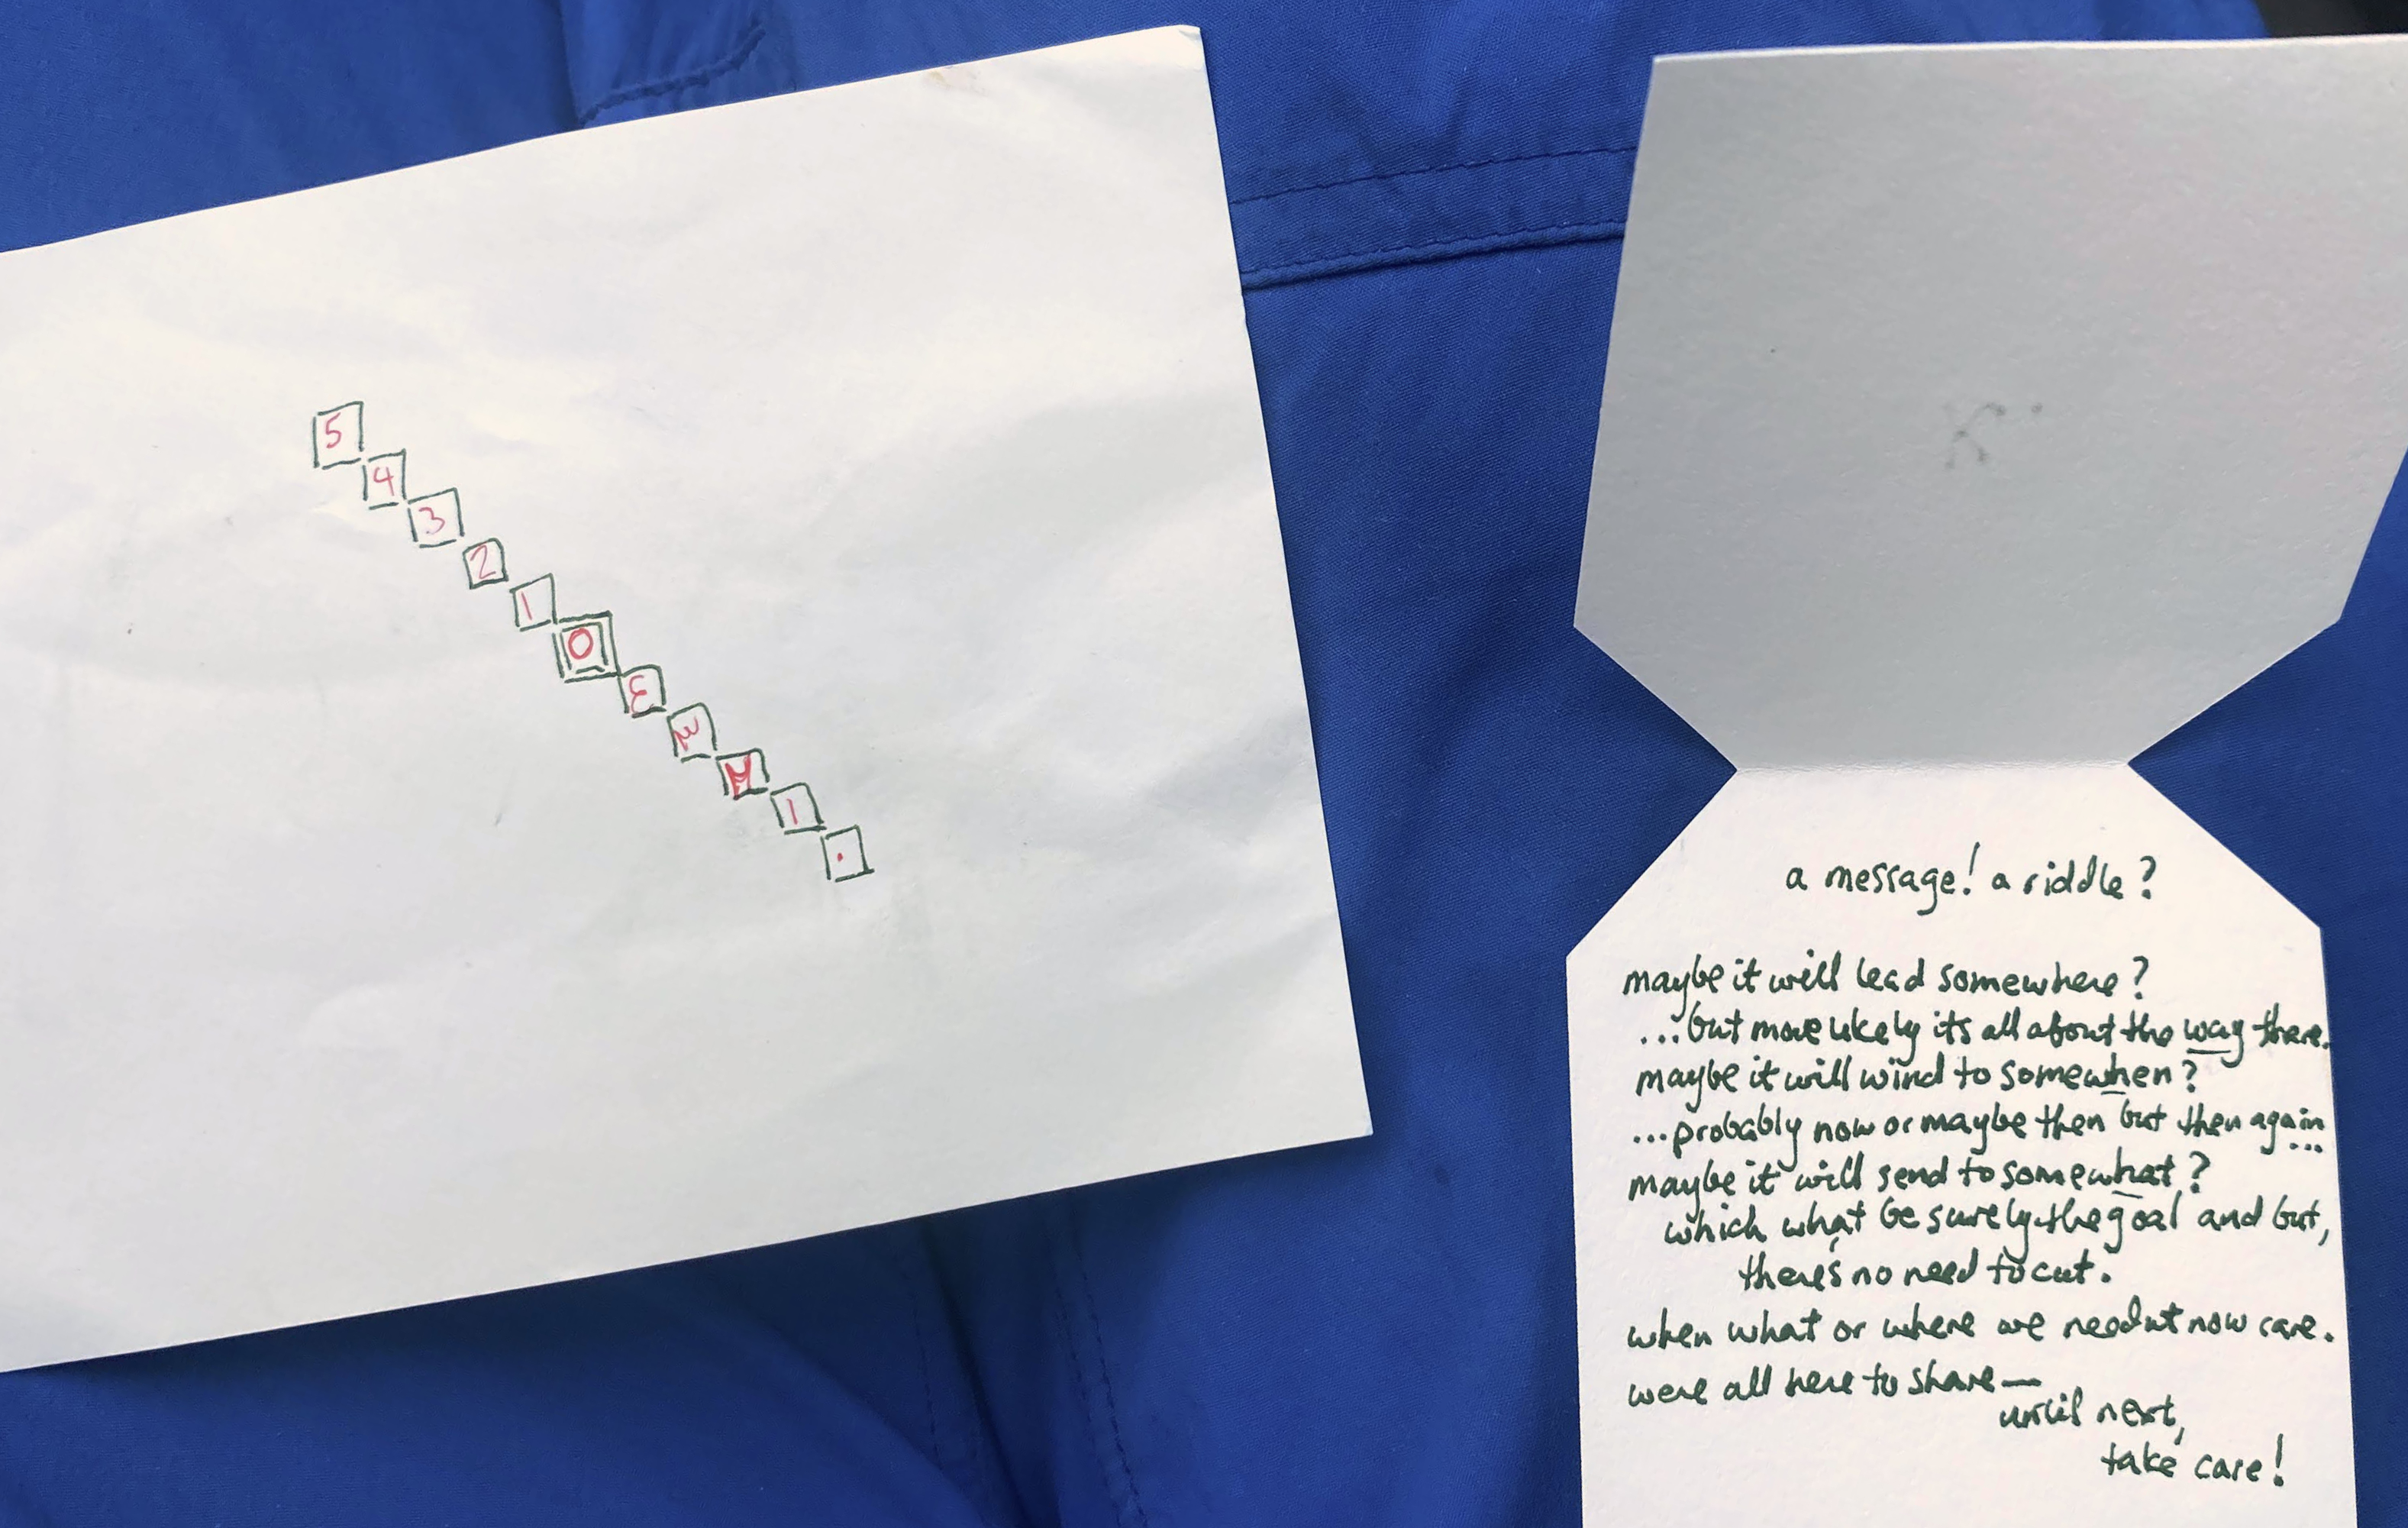 5
4
3
2
1
0
ε
1
.
a message! a riddle?
maybe it will lead somewhere?
...but more likely its all about the way there.
maybe it will wind to somewhen?
...probably now or maybe then but then again...
maybe it will send to somewhat?
which what be surely the goal and but,
there's no need to cut.
when what or where we neednt now care.
were all here to share—
until next,
take care!